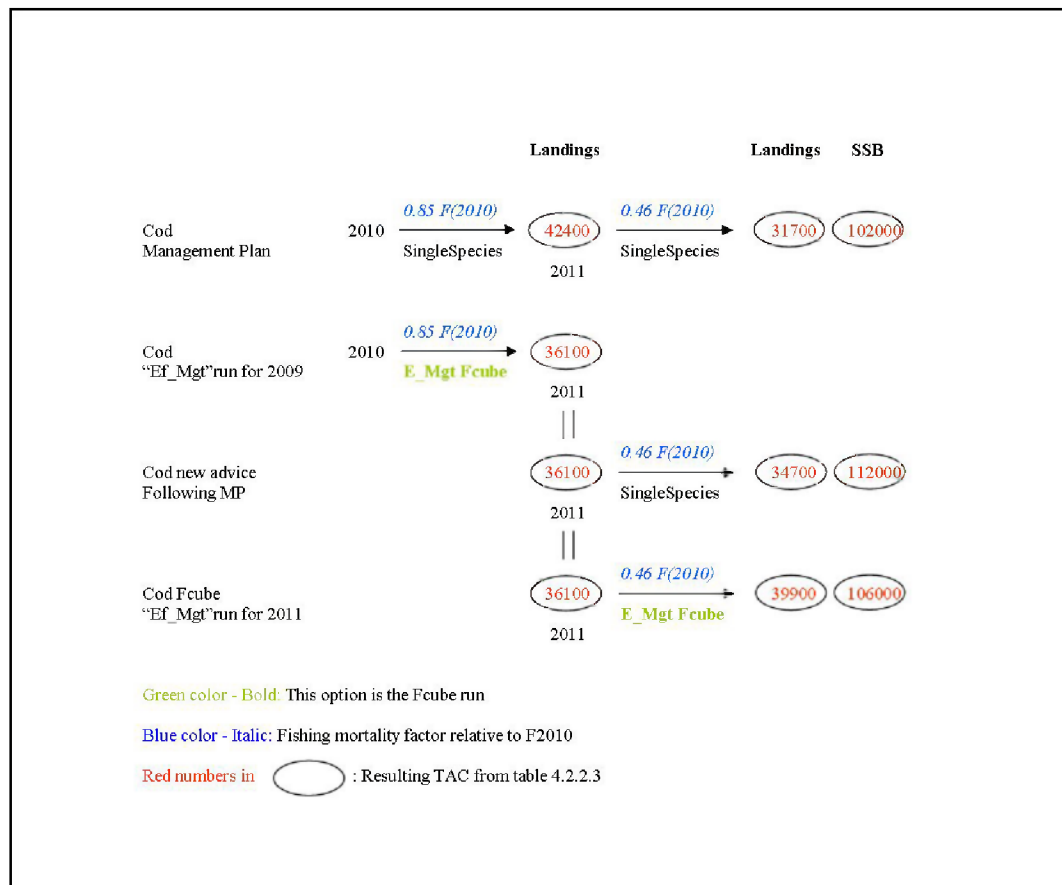 Landings Landings SSB
0.85 F(2010) 0.46 F(2010)
Cod 2010 42400 31700 102000
Management Plan SingleSpecies SingleSpecies
2011
0.85 F(2010)
Cod 2010 36100
“Ef_Mgt”run for 2009 E_Mgt Fcube
2011
0.46 F(2010)
Cod new advice 36100 34700 112000
Following MP SingleSpecies
2011
0.46 F(2010)
Cod Fcube 36100 39900 106000
“Ef_Mgt”run for 2011 E_Mgt Fcube
2011
Green color - Bold: This option is the Fcube run
Blue color - Italic: Fishing mortality factor relative to F2010
Red numbers in : Resulting TAC from table 4.2.2.3